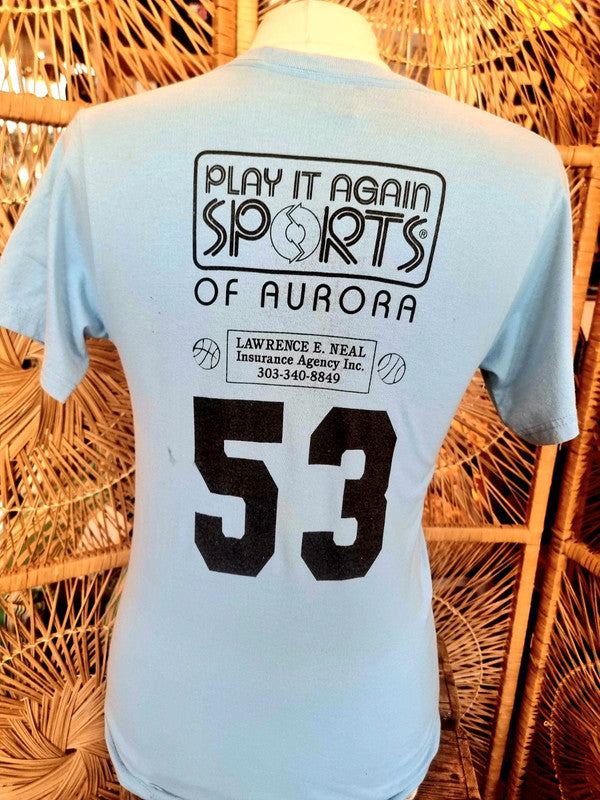 PLAY IT AGAIN
SPORTS®
OF AURORA
LAWRENCE E. NEAL
Insurance Agency Inc.
303-340-8849
53